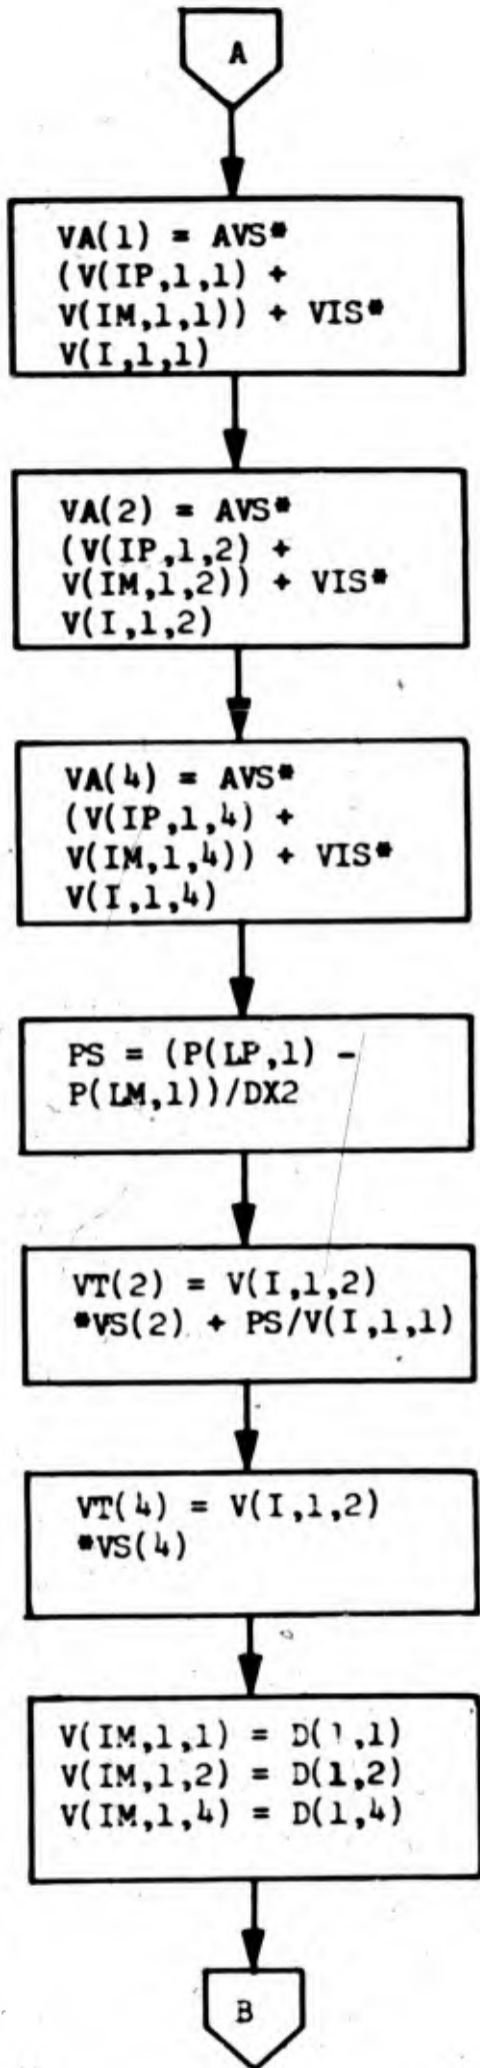 A
VA(1) = AVS*
(V(IP,1,1) +
V(IM,1,1)) + VIS*
V(I,1,1)
VA(2) = AVS*
(V(IP,1,2) +
V(IM,1,2)) + VIS*
V(I,1,2)
VA(4) = AVS*
(V(IP,1,4) +
V(IM,1,4)) + VIS*
V(I,1,4)
PS = (P(LP,1) -
P(LM,1))/DX2
VT(2) = V(I,1,2)
*VS(2) + PS/V(I,1,1)
VT(4) = V(I,1,2)
*VS(4)
V(IM,1,1) = D(1,1)
V(IM,1,2) = D(1,2)
V(IM,1,4) = D(1,4)
B